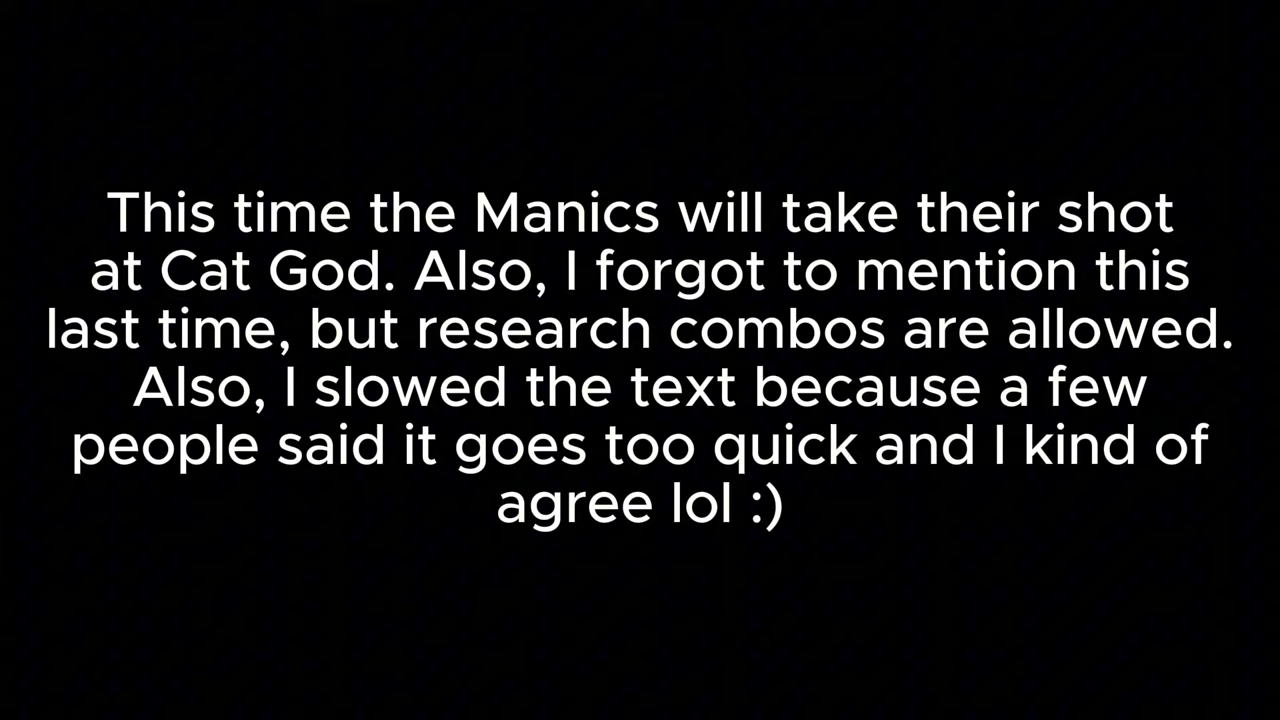 This time the Manics will take their shot
at Cat God. Also, I forgot to mention this
last time, but research combos are allowed.
Also, I slowed the text because a few
people said it goes too quick and I kind of
agree lol :)